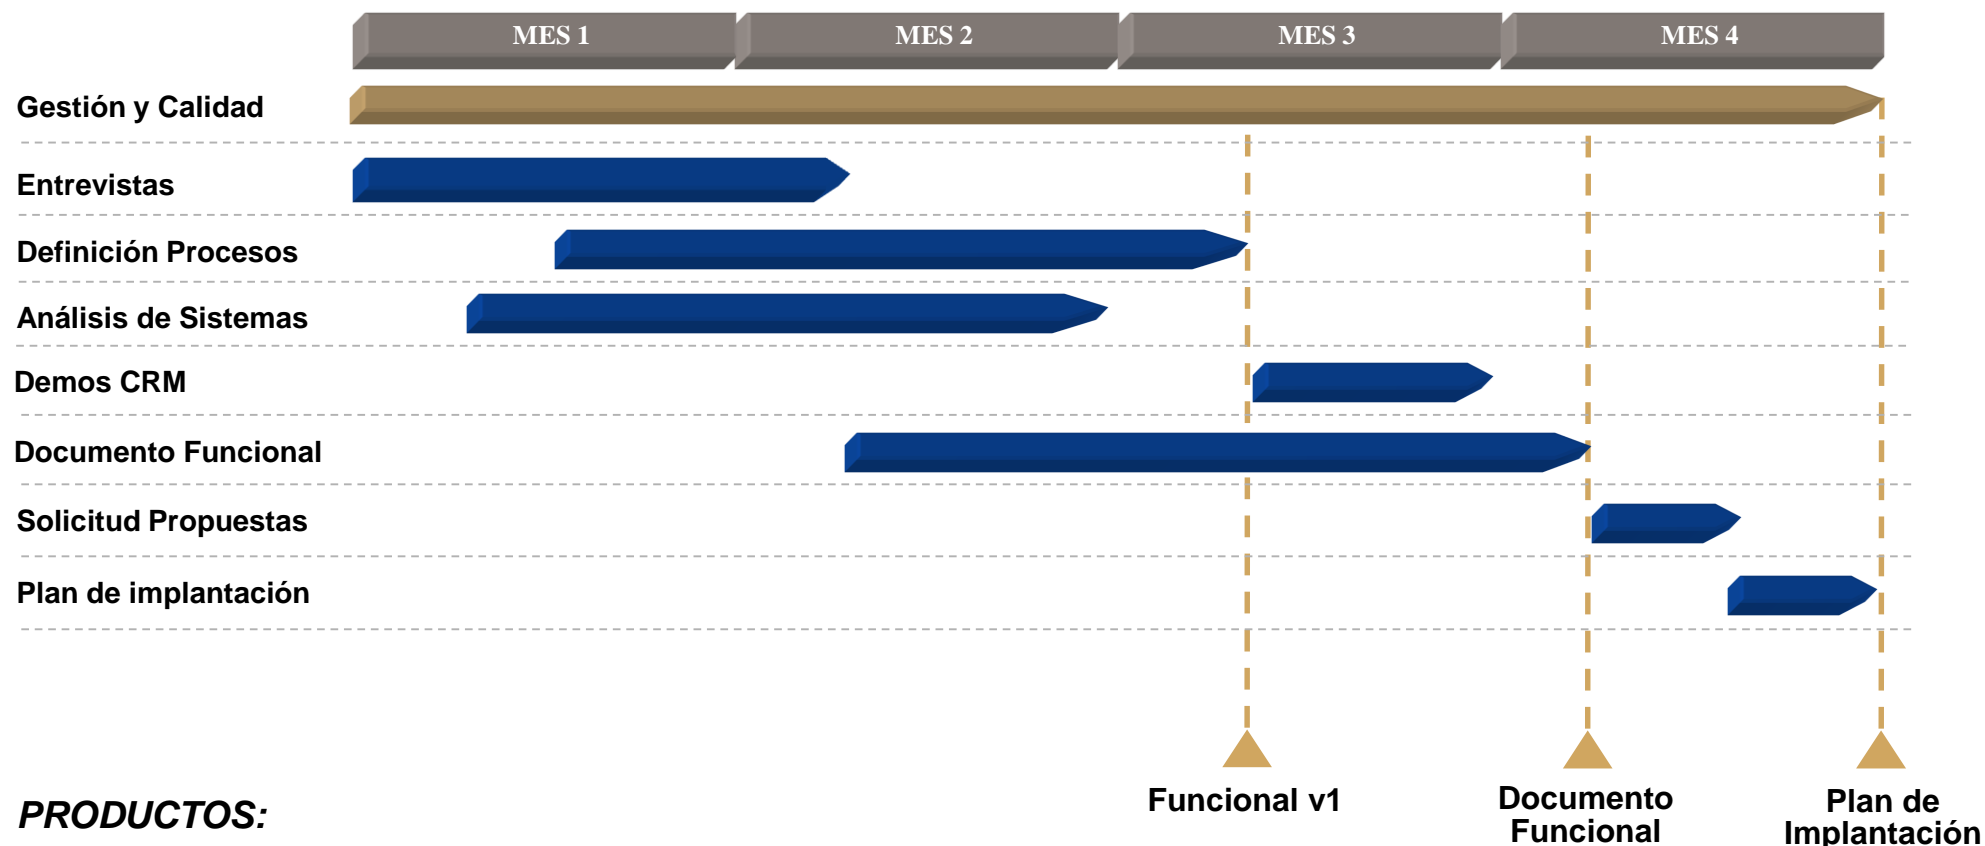 MES 1
MES 2
MES 3
MES 4
Gestión y Calidad
Entrevistas
Definición Procesos
Análisis de Sistemas
Demos CRM
Documento Funcional
Solicitud Propuestas
Plan de implantación
PRODUCTOS:
Funcional v1
Documento
Funcional
Plan de
Implantación